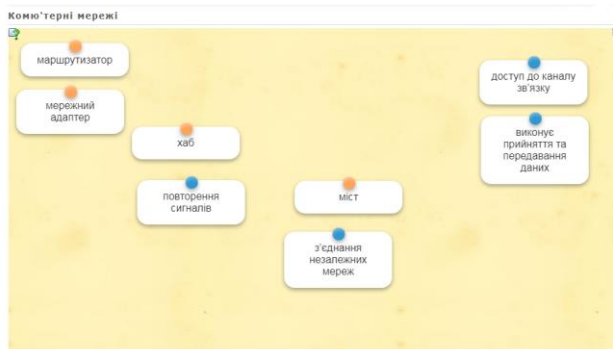 Комю'терні мережі
маршрутизатор
мережний
адаптер
хаб
повторення
сигналів
міст
з'єднання
незалежних
мереж
доступ до каналу
зв'язку
виконує
прийняття та
передавання
даних